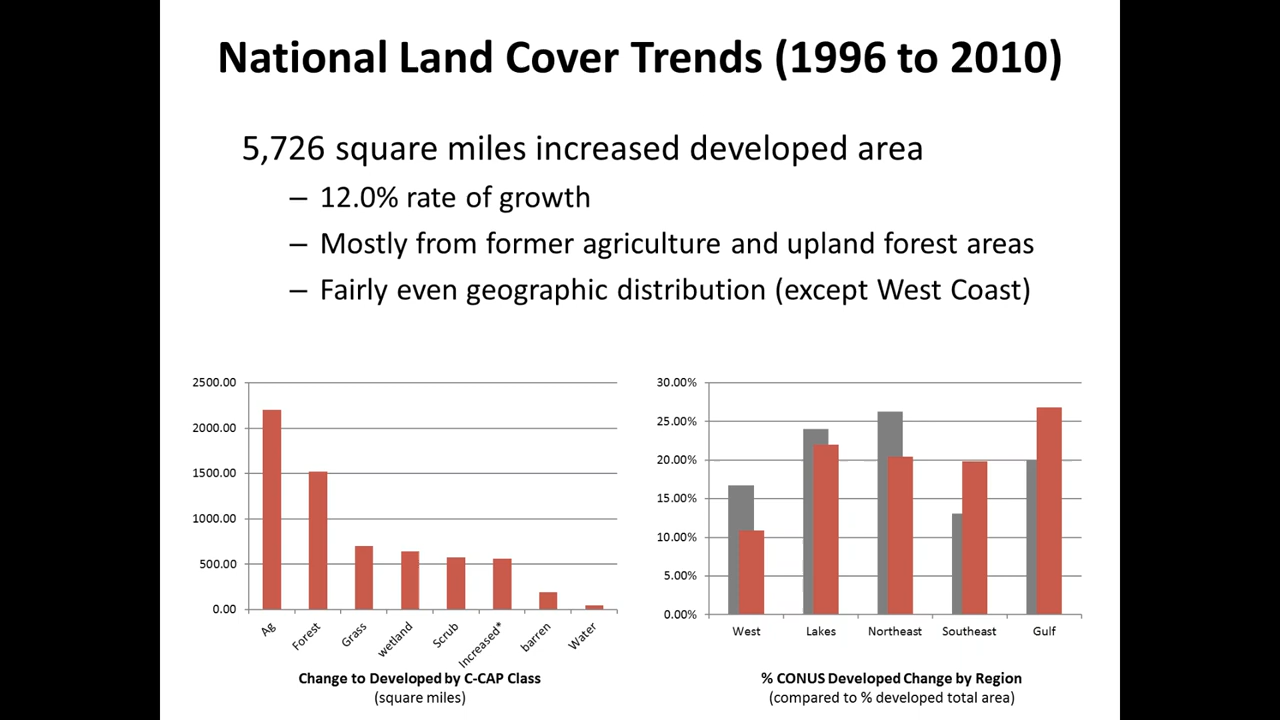 National Land Cover Trends (1996 to 2010)
5,726 square miles increased developed area
– 12.0% rate of growth
– Mostly from former agriculture and upland forest areas
– Fairly even geographic distribution (except West Coast)
2500.00
2000.00
1500.00
1000.00
500.00
0.00
Ag
Forest
Grass
wetland
Scrub
Increased*
barren
Water
Change to Developed by C-CAP Class
(square miles)
30.00%
25.00%
20.00%
15.00%
10.00%
5.00%
0.00%
West
Lakes
Northeast
Southeast
Gulf
% CONUS Developed Change by Region
(compared to % developed total area)